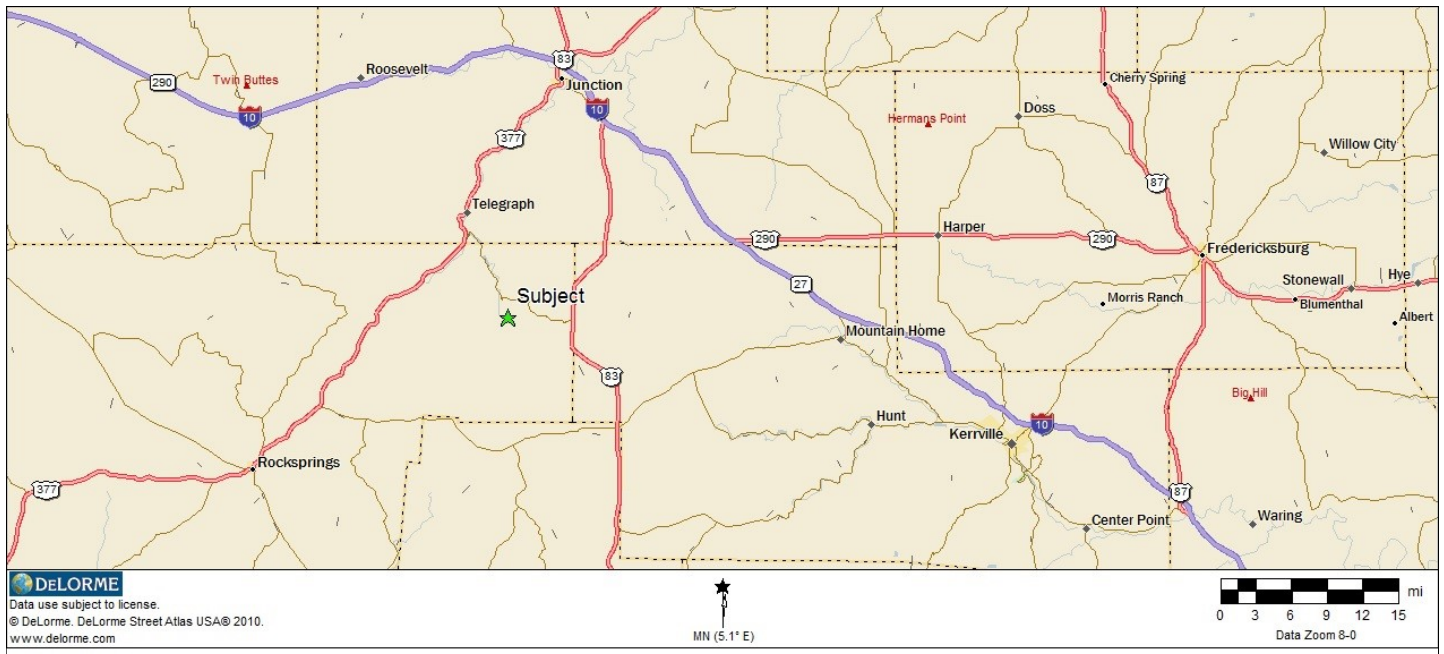 83
Cherry Spring
290
Twin Buttes
Roosevelt
Junction
10
10
Hermans Point
Doss
377
Willow City
87
Telegraph
Harper
290
290
Fredericksburg
Subject
27
Stonewall
Hye
Morris Ranch
Blumenthal
Albert
Mountain Home
83
Big Hill
Hunt
10
Kerrville
Rocksprings
377
87
Center Point
Waring
DELORME
Data use subject to license.
© DeLorme. DeLorme Street Atlas USA® 2010.
www.delorme.com
MN (5.1° E)
mi
0 3 6 9 12 15
Data Zoom 8-0